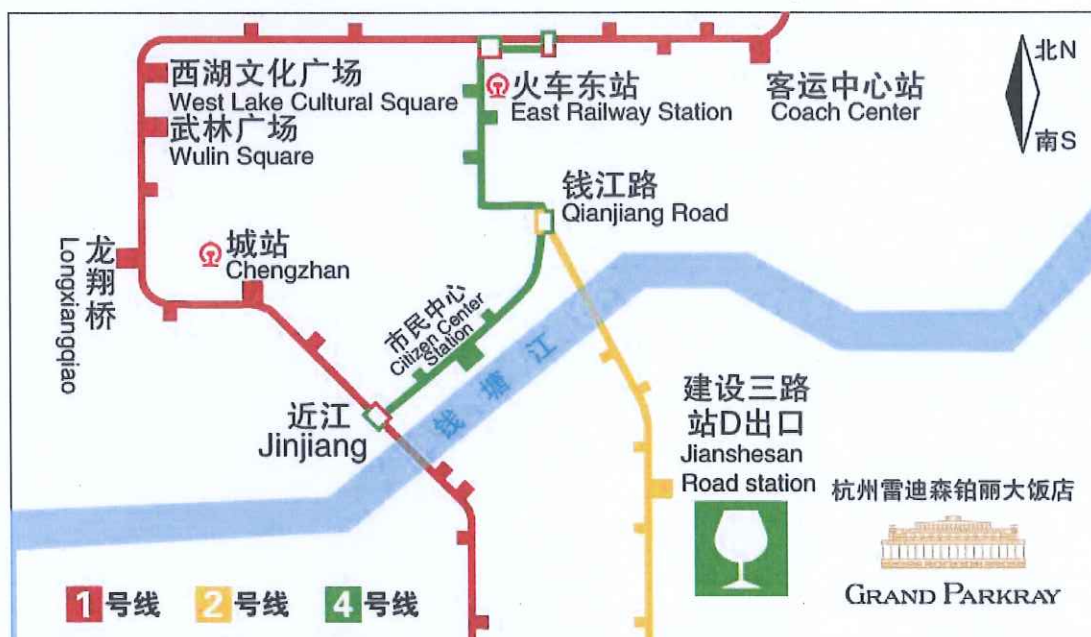 西湖文化广场
West Lake Cultural Square
武林广场
Wulin Square
火车东站
East Railway Station
客运中心站
Coach Center
北N
南S
钱江路
Qianjiang Road
龙翔桥
Longxiangqiao
城站
Chengzhan
市民中心
Citizen Center
Station
近江
Jinjiang
钱塘江
建设三路
站D出口
Jianshesan
Road station
杭州雷迪森铂丽大饭店
GRAND PARKRAY
1号线
2号线
4号线